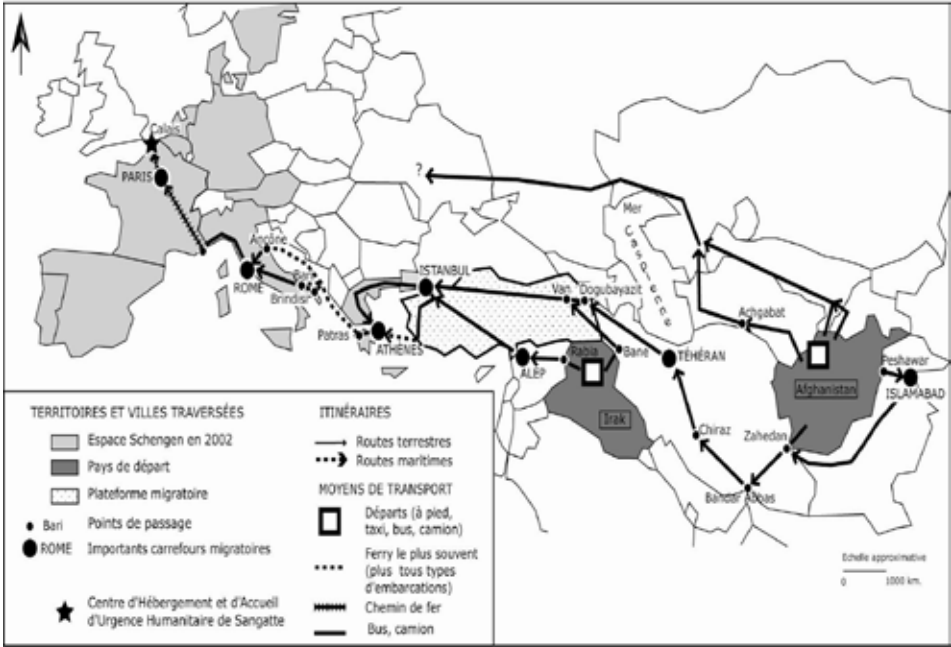 Calais
PARIS
?
Mer
Caspienne
Ancône
ROME
Bari
Brindisi
ISTANBUL
Van
Dogubayazit
Achgabat
Patras
ATHENES
ALEP
Rabia
Bane
TÉHÉRAN
Peshawar
ISLAMABAD
Afghanistan
Irak
Chiraz
Zahedan
Bandar Abbas
TERRITOIRES ET VILLES TRAVERSÉES
Espace Schengen en 2002
Pays de départ
Plateforme migratoire
Bari
Points de passage
ROME
Importants carrefours migratoires
Centre d'Hébergement et d'Accueil
d'Urgence Humanitaire de Sangatte
ITINÉRAIRES
Routes terrestres
Routes maritimes
MOYENS DE TRANSPORT
Départs (à pied,
taxi, bus, camion)
Ferry le plus souvent
(plus tous types
d'embarcations)
Chemin de fer
Bus, camion
Echelle approximative
0 1000 km.